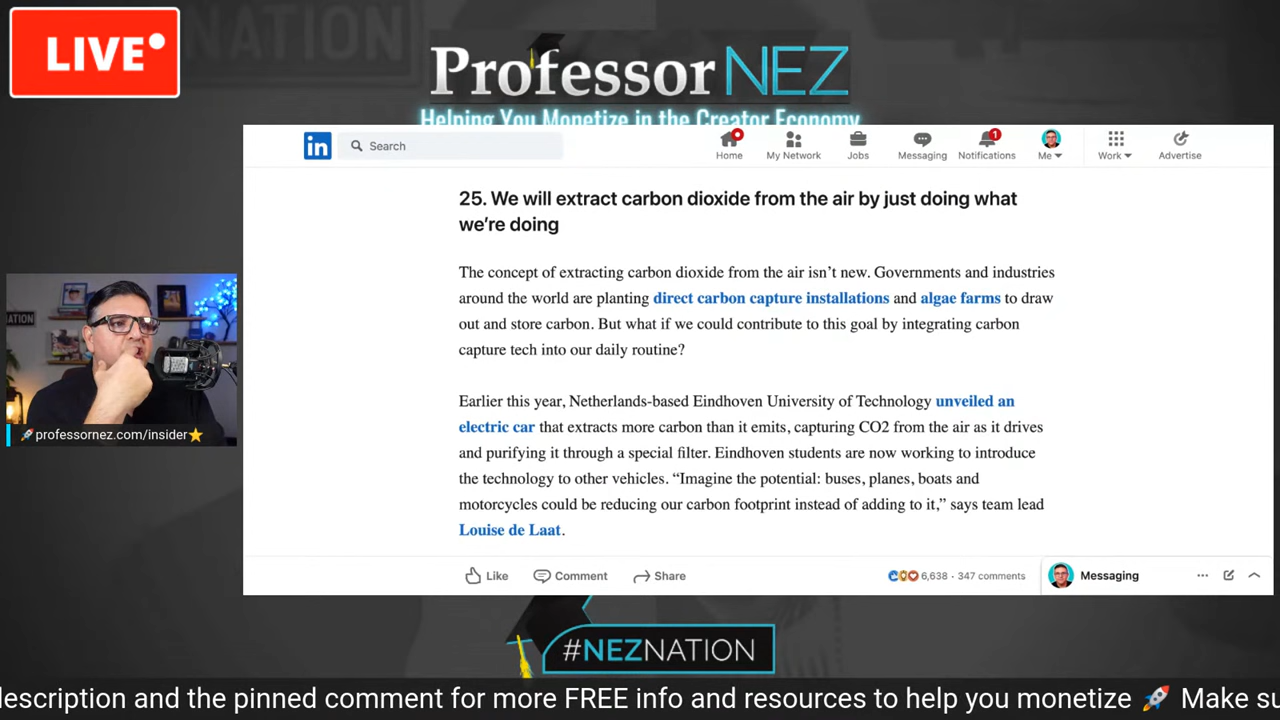 LIVE
NATION
Professor NEZ
Helping You Monetize in the Creator Economy
in
Search
Home
My Network
Jobs
Messaging
1
Notifications
Me
Work
Advertise
25. We will extract carbon dioxide from the air by just doing what
we’re doing
The concept of extracting carbon dioxide from the air isn’t new. Governments and industries
around the world are planting direct carbon capture installations and algae farms to draw
out and store carbon. But what if we could contribute to this goal by integrating carbon
capture tech into our daily routine?
Earlier this year, Netherlands-based Eindhoven University of Technology unveiled an
electric car that extracts more carbon than it emits, capturing CO2 from the air as it drives
and purifying it through a special filter. Eindhoven students are now working to introduce
the technology to other vehicles. “Imagine the potential: buses, planes, boats and
motorcycles could be reducing our carbon footprint instead of adding to it,” says team lead
Louise de Laat.
Like
Comment
Share
6,638 · 347 comments
Messaging
NATION
🚀professornez.com/insider⭐
#NEZNATION
description and the pinned comment for more FREE info and resources to help you monetize 🚀 Make su